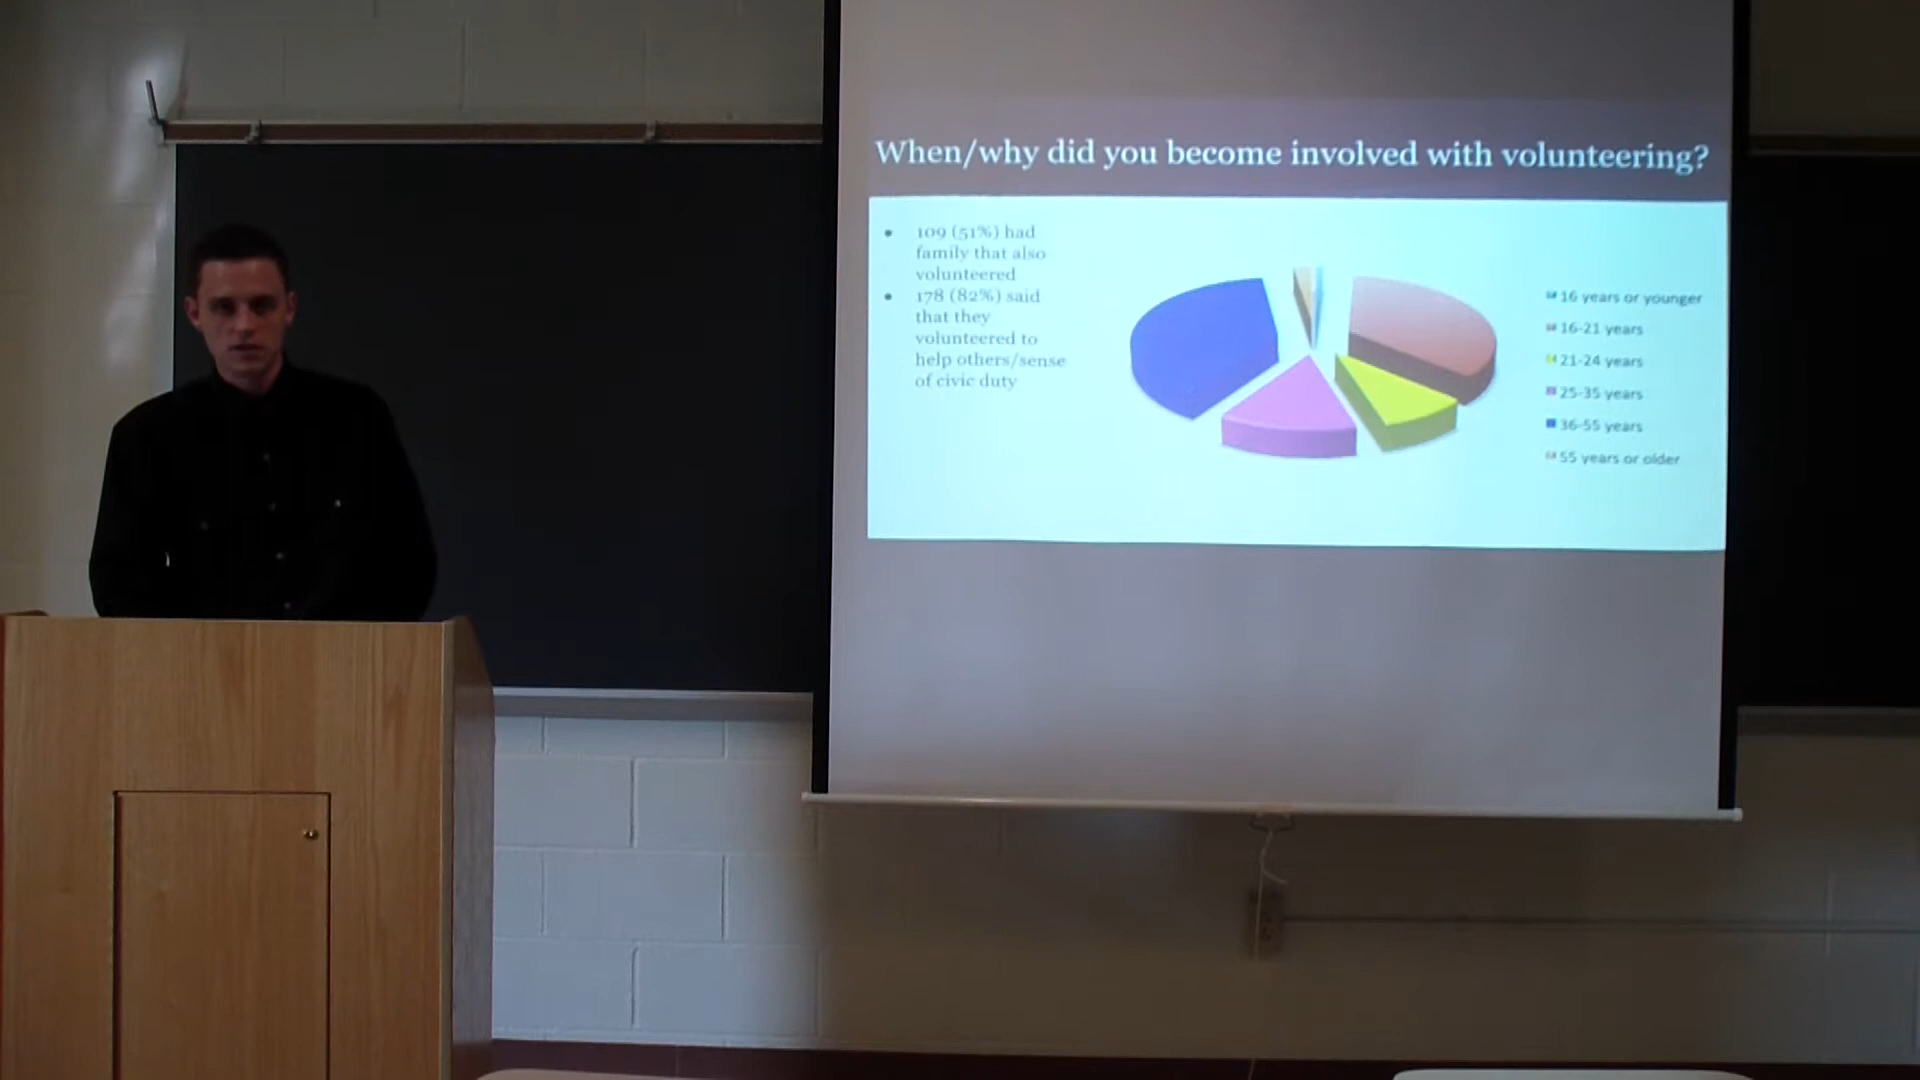 When/why did you become involved with volunteering?
• 109 (51%) had
family that also
volunteered
• 178 (82%) said
that they
volunteered to
help others/sense
of civic duty
16 years or younger
16-21 years
21-24 years
25-35 years
36-55 years
55 years or older